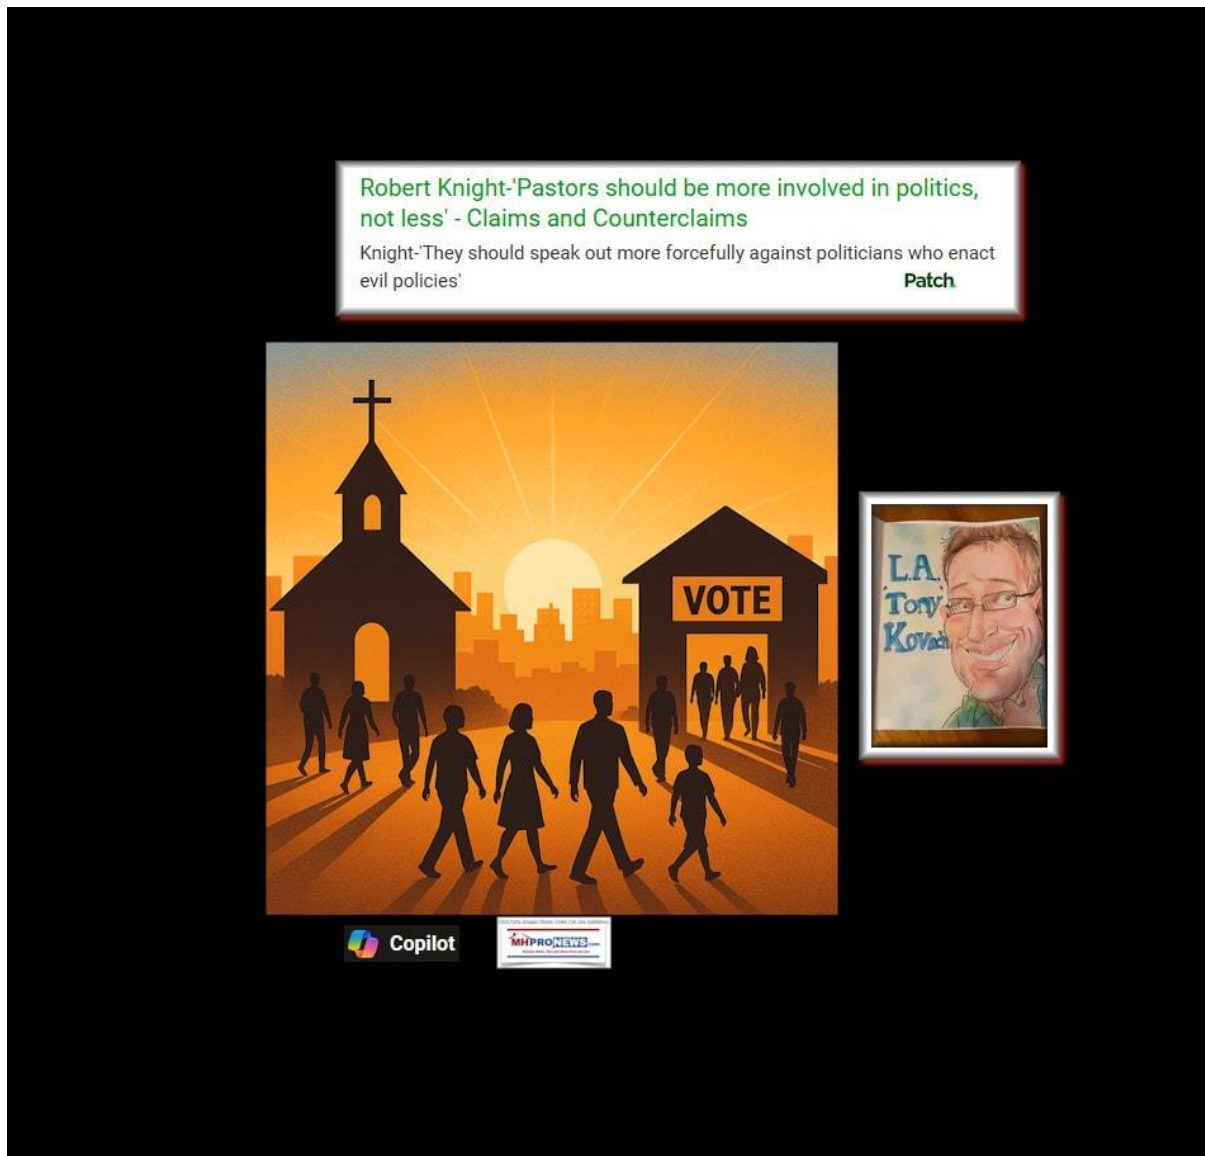 Robert Knight-'Pastors should be more involved in politics,
not less' - Claims and Counterclaims
Knight-'They should speak out more forcefully against politicians who enact
evil policies'
Patch
VOTE
L.A.
'Tony'
Kovach
Copilot
MHPRONEWS.com